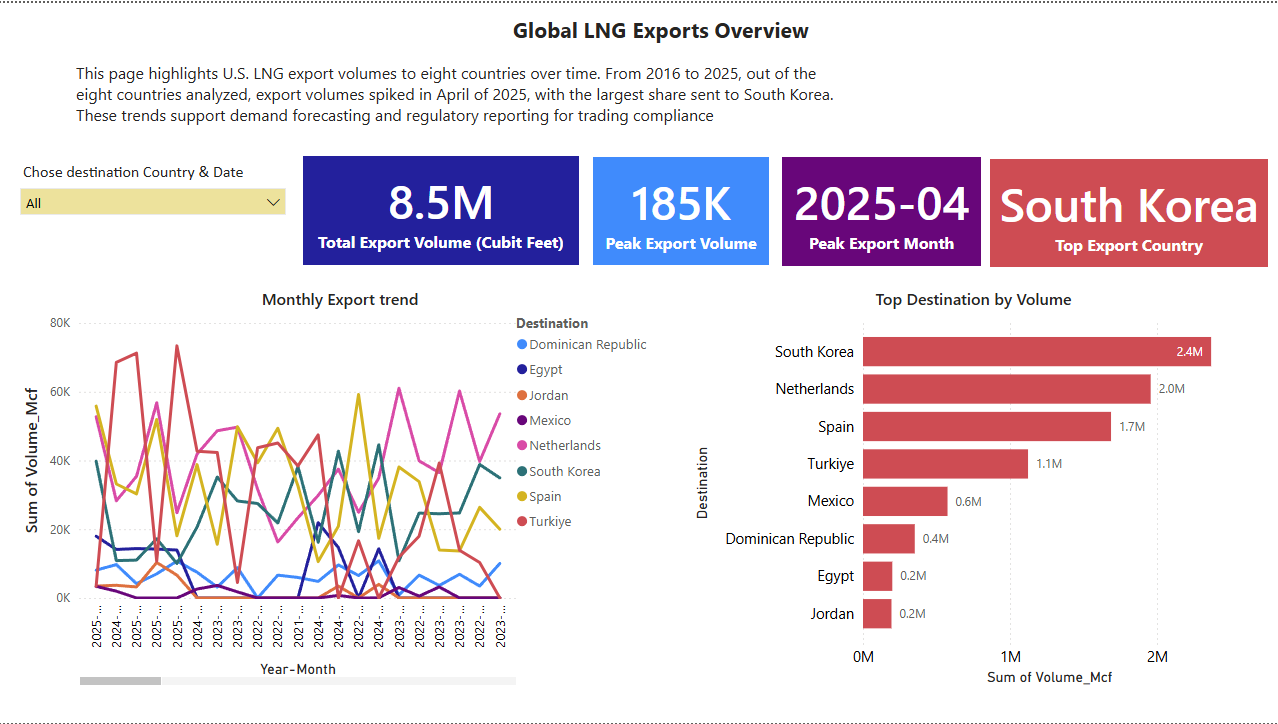 Global LNG Exports Overview
This page highlights U.S. LNG export volumes to eight countries over time. From 2016 to 2025, out of the
eight countries analyzed, export volumes spiked in April of 2025, with the largest share sent to South Korea.
These trends support demand forecasting and regulatory reporting for trading compliance
Chose destination Country & Date
All
8.5M
Total Export Volume (Cubit Feet)
185K
Peak Export Volume
2025-04
Peak Export Month
South Korea
Top Export Country
Monthly Export trend
Sum of Volume_Mcf
80K
60K
40K
20K
0K
2025-...
2024-...
2025-...
2023-...
2025-...
2024-...
2023-...
2023-...
2022-...
2022-...
2021-...
2024-...
2024-...
2022-...
2024-...
2023-...
2022-...
2023-...
2023-...
2022-...
2023-...
Year-Month
Destination
Dominican Republic
Egypt
Jordan
Mexico
Netherlands
South Korea
Spain
Turkiye
Top Destination by Volume
Destination
South Korea
2.4M
Netherlands
2.0M
Spain
1.7M
Turkiye
1.1M
Mexico
0.6M
Dominican Republic
0.4M
Egypt
0.2M
Jordan
0.2M
0M
1M
2M
Sum of Volume_Mcf